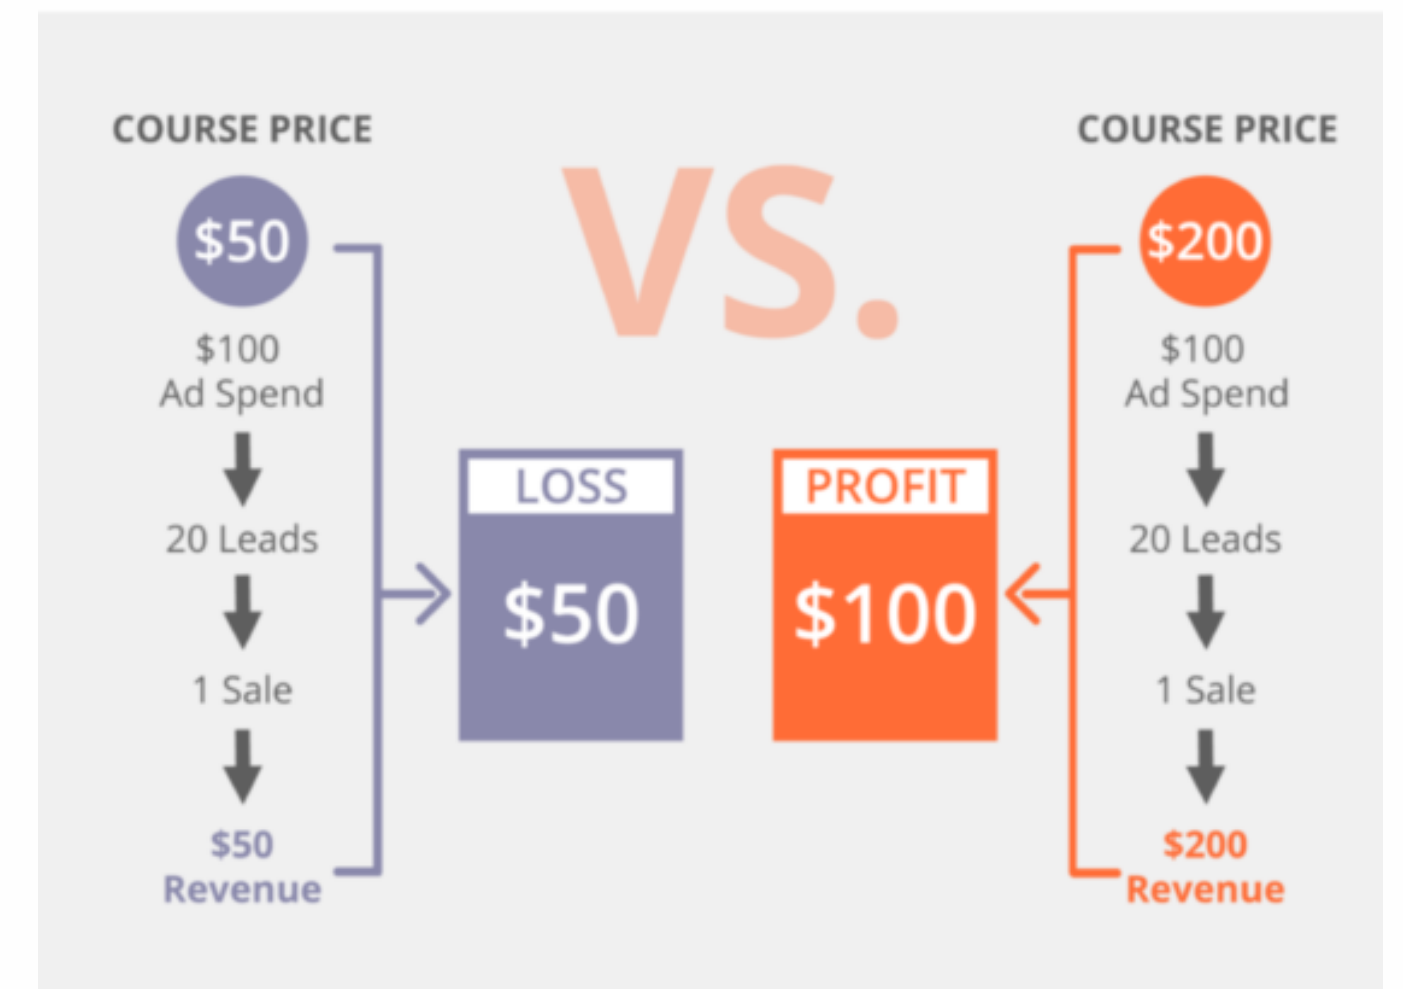 COURSE PRICE
$50
$100
Ad Spend
20 Leads
1 Sale
$50
Revenue
VS.
LOSS
$50
PROFIT
$100
COURSE PRICE
$200
$100
Ad Spend
20 Leads
1 Sale
$200
Revenue